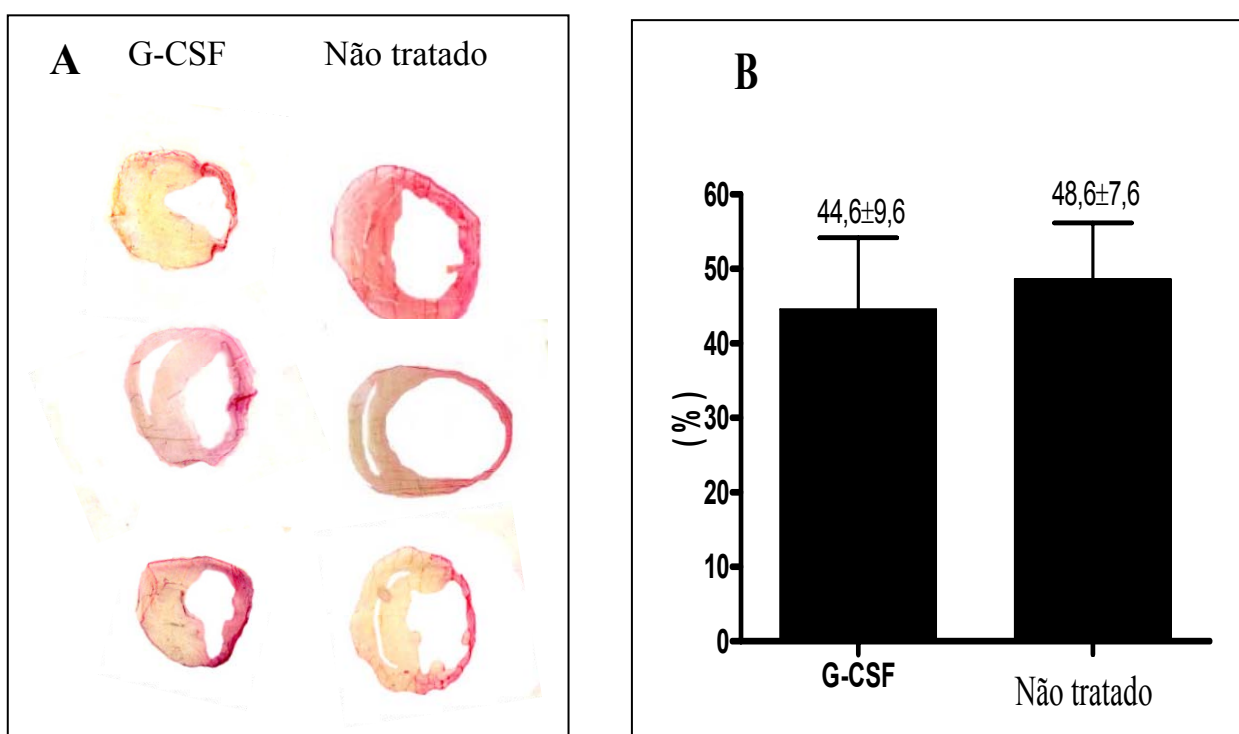 A
G-CSF Não tratado
B
44,6±9,6
48,6±7,6
(%)
60
50
40
30
20
10
0
G-CSF
Não tratado